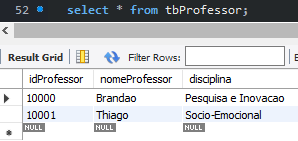 52 select * from tbProfessor;
Result Grid Filter Rows:
idProfessor nomeProfessor disciplina
10000 Brandao Pesquisa e Inovacao
10001 Thiago Socio-Emocional
NULL NULL NULL